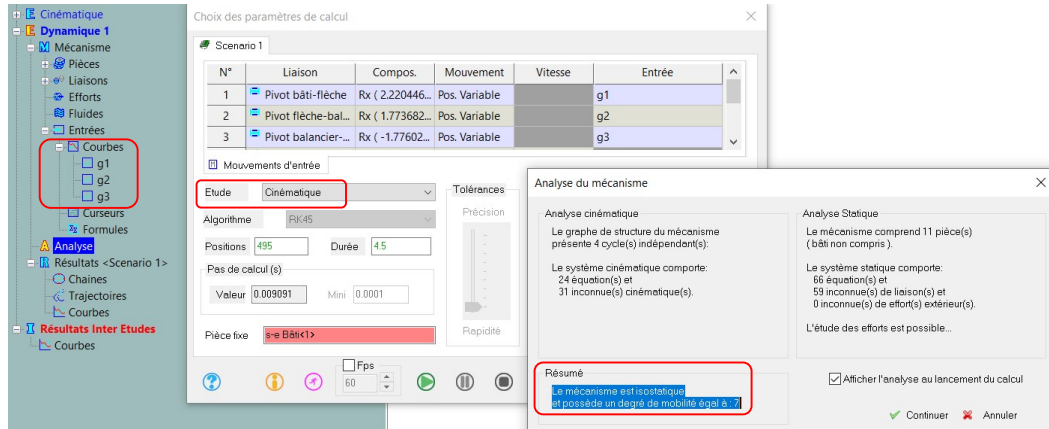 Cinématique
Dynamique 1
Mécanisme
Pièces
Liaisons
Efforts
Fluides
Entrées
Courbes
g1
g2
g3
Curseurs
Formules
Analyse
Résultats <Scenario 1>
Chaines
Trajectoires
Courbes
Résultats Inter Etudes
Courbes
Choix des paramètres de calcul
Scenario 1
N° Liaison Compos. Mouvement Vitesse Entrée
1 Pivot bâti-flèche Rx ( 2.220446... Pos. Variable g1
2 Pivot flèche-bal... Rx ( 1.773682... Pos. Variable g2
3 Pivot balancier-... Rx ( -1.77602... Pos. Variable g3
Mouvements d'entrée
Etude Cinématique
Algorithme RK45
Positions 495 Durée 4.5
Pas de calcul (s)
Valeur 0.009091 Mini 0.0001
Pièce fixe s-e Bâti<1>
Tolérances
Précision
Rapidité
Fps
60
Analyse du mécanisme
Analyse cinématique
Le graphe de structure du mécanisme
présente 4 cycle(s) indépendant(s):
Le système cinématique comporte:
24 équation(s) et
31 inconnue(s) cinématique(s).
Analyse Statique
Le mécanisme comprend 11 pièce(s)
( bâti non compris ).
Le système statique comporte:
66 équation(s) et
59 inconnue(s) de liaison(s) et
0 inconnue(s) de effort(s) extérieur(s).
L'étude des efforts est possible...
Résumé
Le mécanisme est isostatique
et possède un degré de mobilité égal à : 7
Afficher l'analyse au lancement du calcul
Continuer Annuler